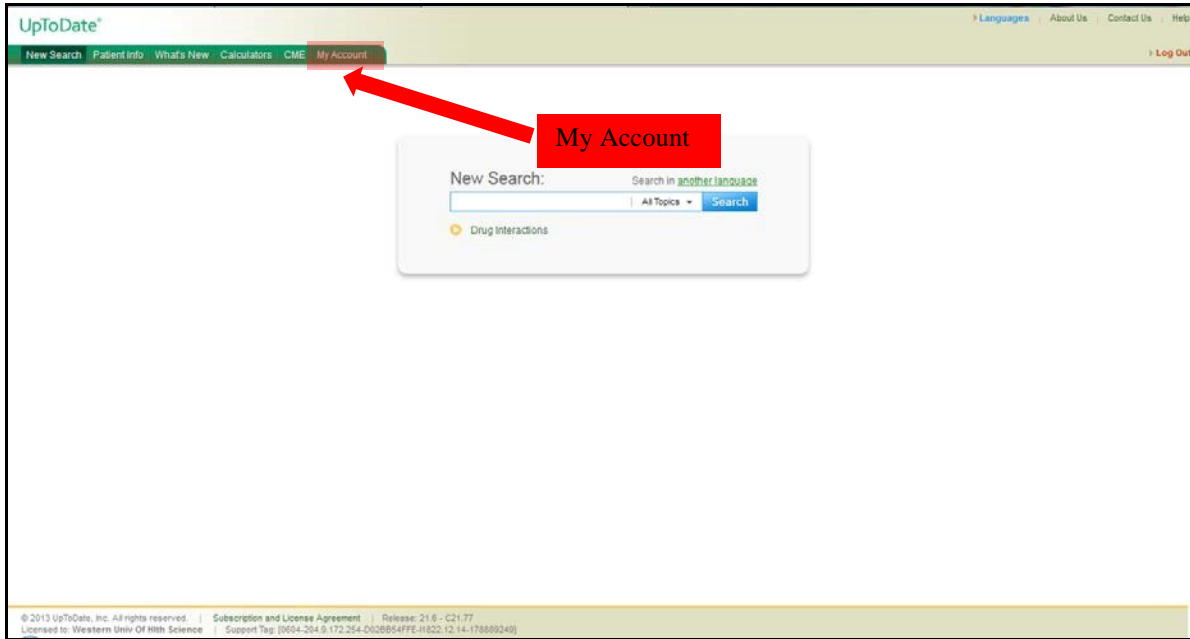 UpToDate®
Languages | About Us | Contact Us | Help
New Search Patient Info What's New Calculators CME My Account
Log Out
My Account
New Search:
Search in another language
All Topics
Search
Drug Interactions
© 2013 UpToDate, Inc. All rights reserved. | Subscription and License Agreement | Release: 21.6 - C21.77
Licensed to: Western Univ Of Hlth Science | Support Tag: